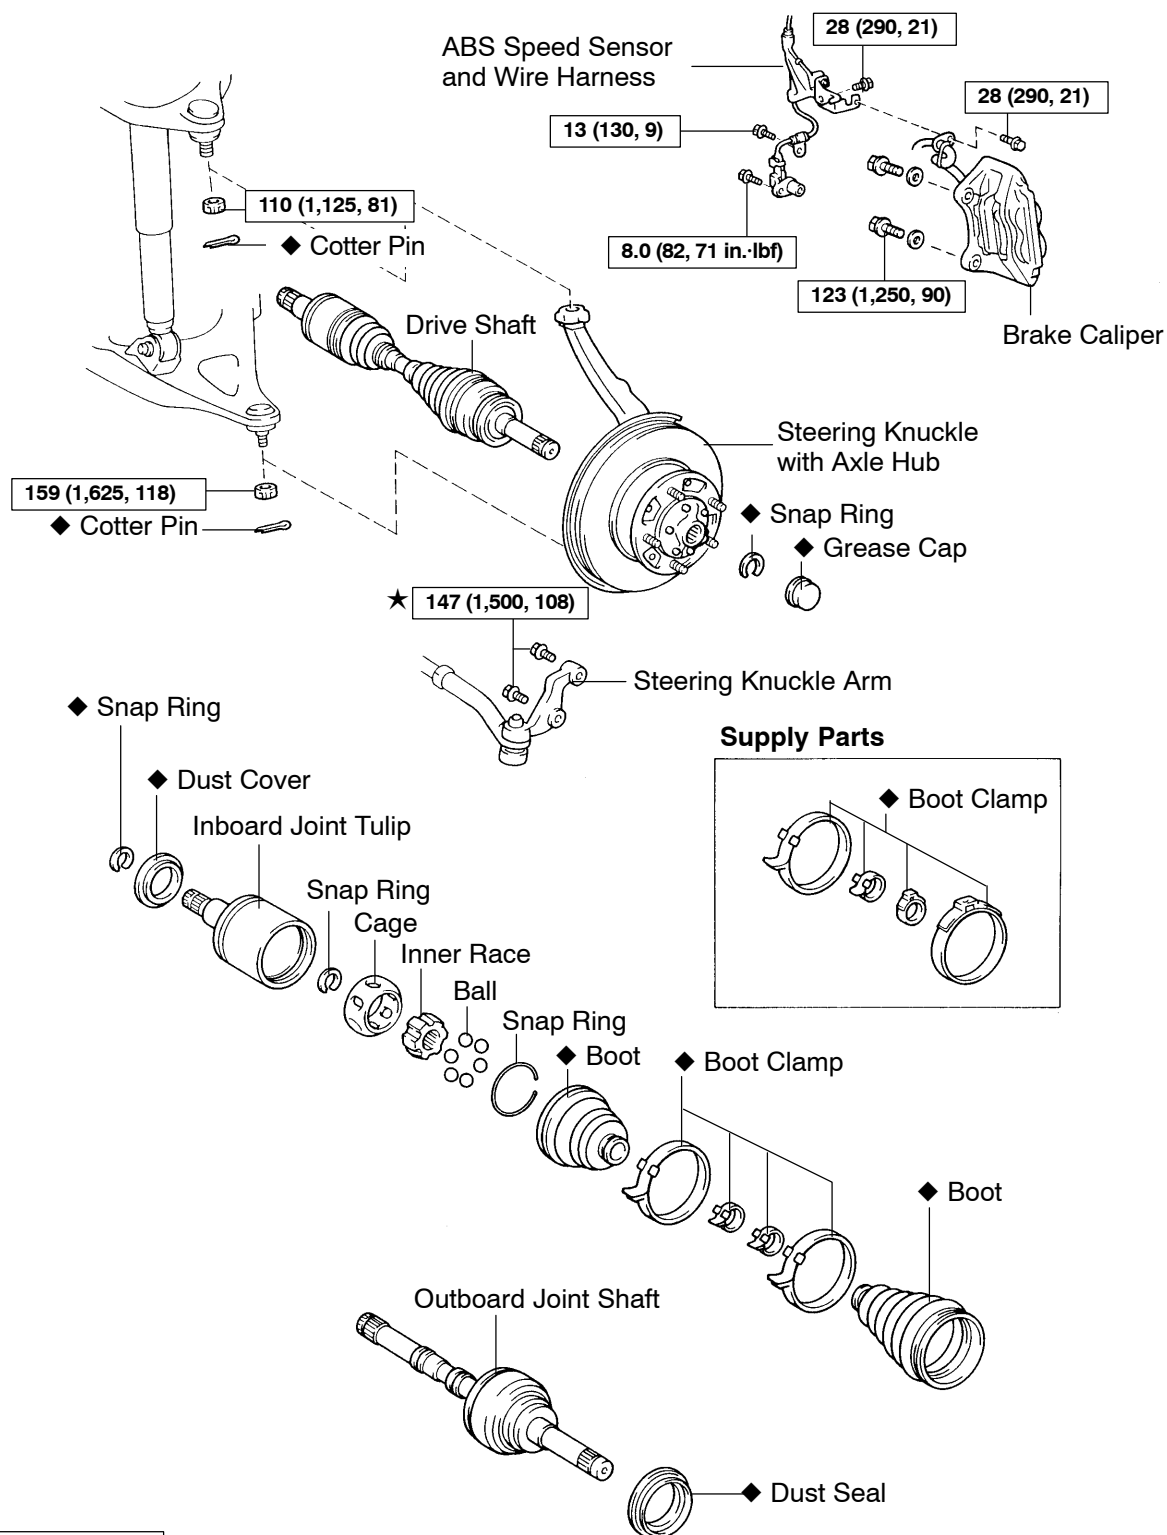 28 (290, 21)
ABS Speed Sensor
and Wire Harness
28 (290, 21)
13 (130, 9)
110 (1,125, 81)
◆ Cotter Pin
8.0 (82, 71 in.·lbf)
123 (1,250, 90)
Drive Shaft
Brake Caliper
Steering Knuckle
with Axle Hub
159 (1,625, 118)
◆ Cotter Pin
◆ Snap Ring
◆ Grease Cap
★ 147 (1,500, 108)
Steering Knuckle Arm
◆ Snap Ring
Supply Parts
◆ Dust Cover
◆ Boot Clamp
Inboard Joint Tulip
Snap Ring
Cage
Inner Race
Ball
Snap Ring
◆ Boot
◆ Boot Clamp
◆ Boot
Outboard Joint Shaft
◆ Dust Seal